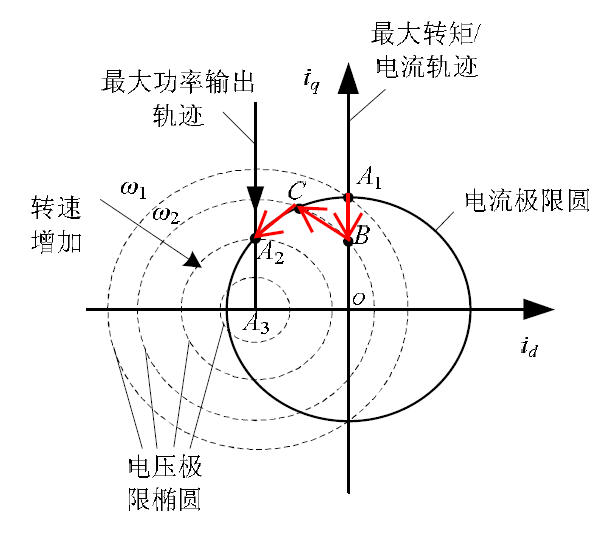 最大转矩/
电流轨迹
最大功率输出
轨迹
i_q
A₁
C
ω₁
ω₂
转速
增加
电流极限圆
B
A₂
o
A₃
i_d
电压极
限椭圆